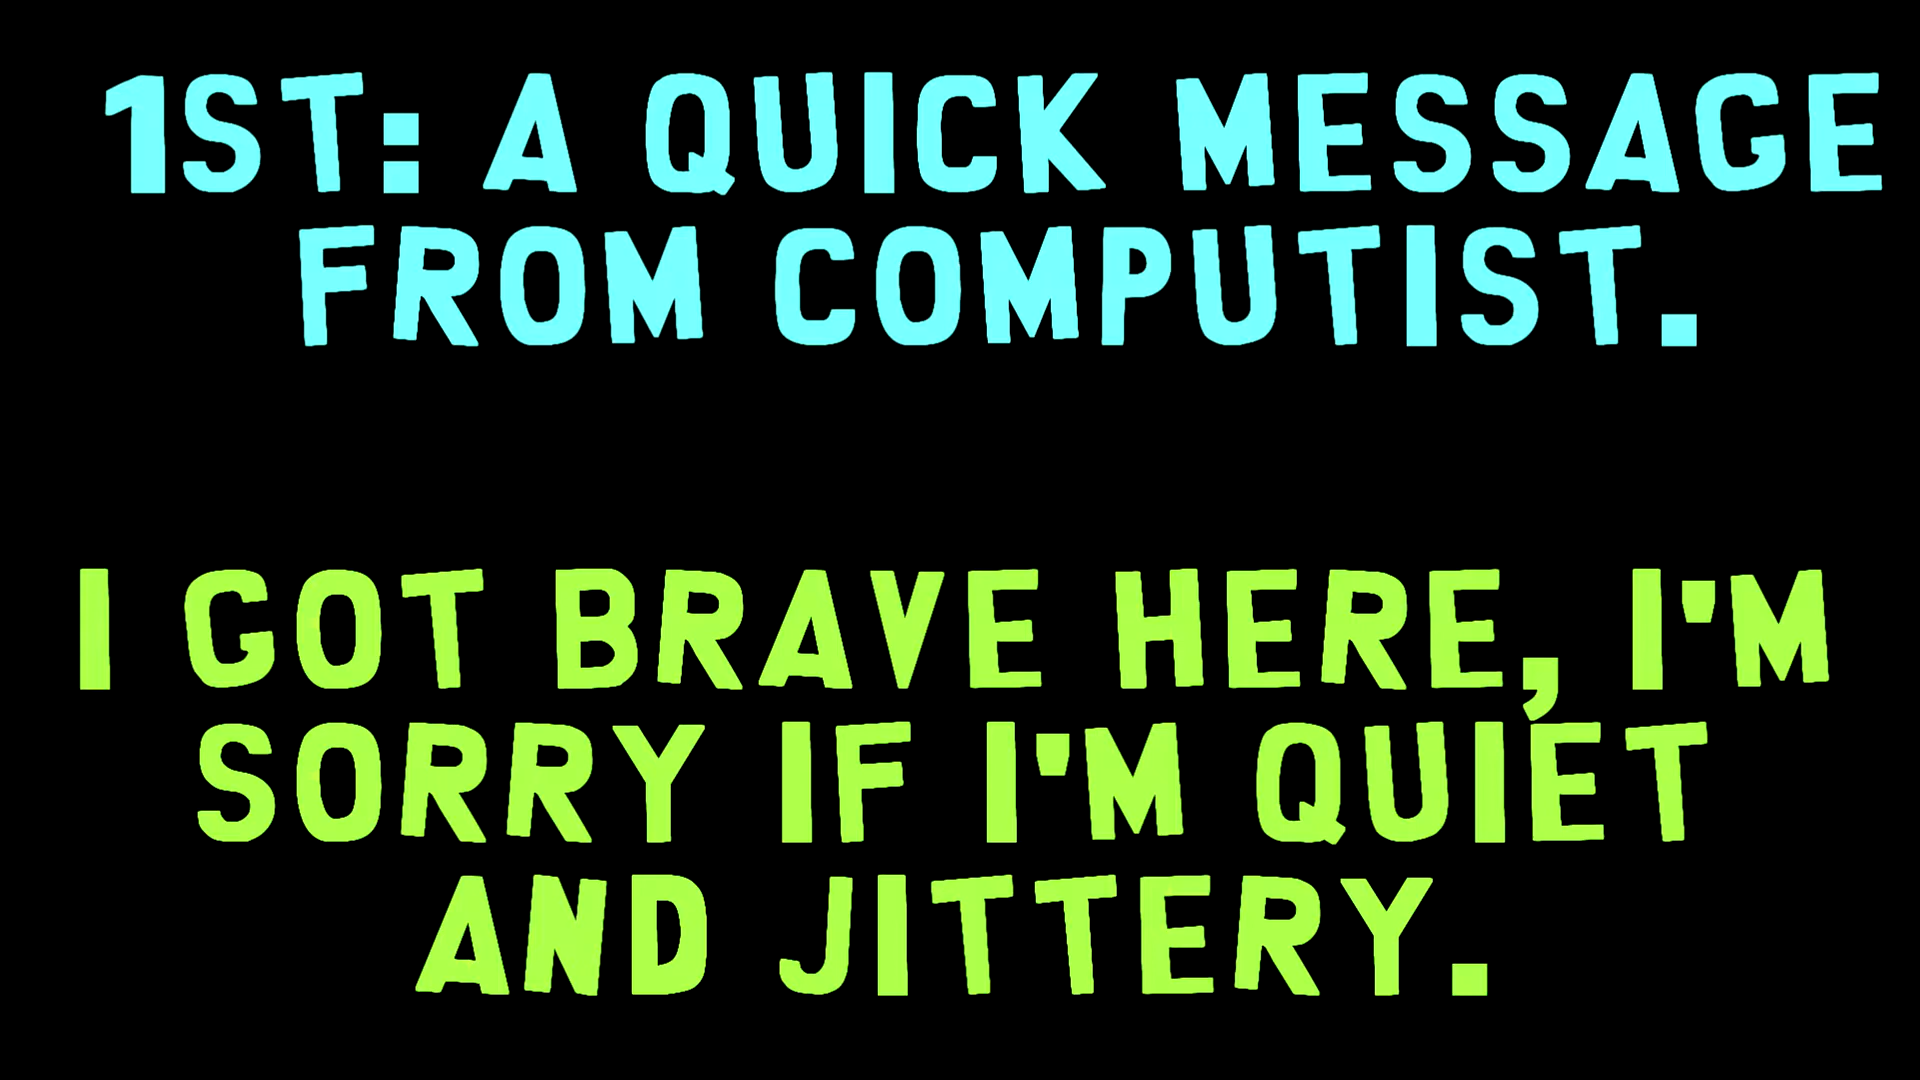 1ST: A QUICK MESSAGE
FROM COMPUTIST.
I GOT BRAVE HERE, I'M
SORRY IF I'M QUIET
AND JITTERY.